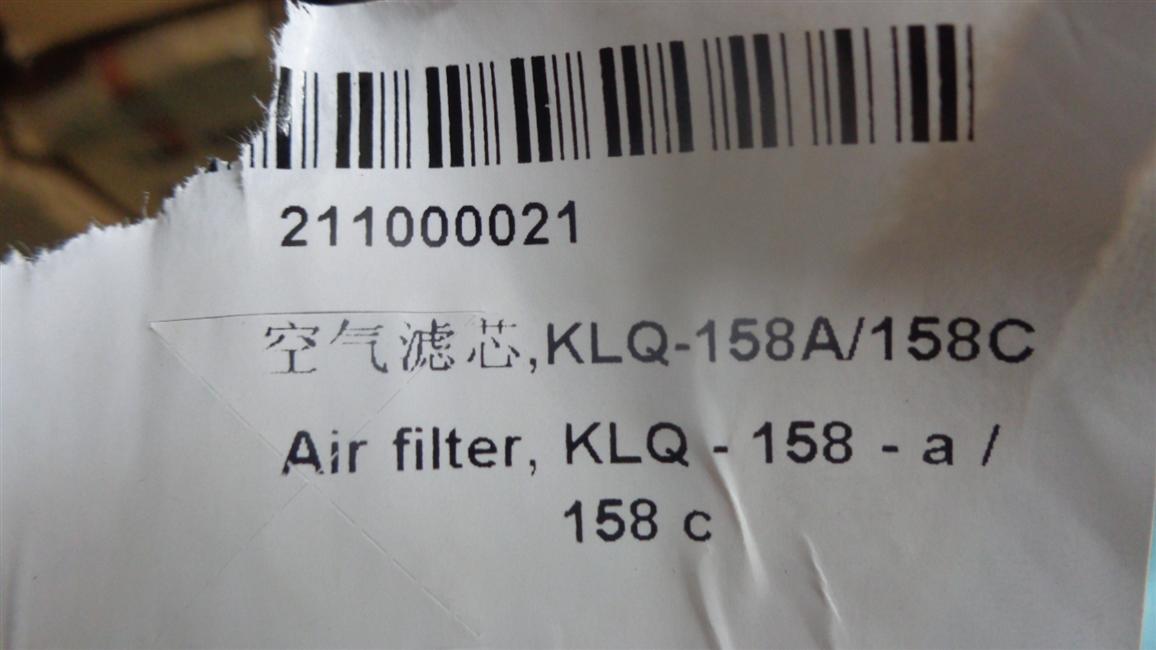 211000021
空气滤芯,KLQ-158A/158C
Air filter, KLQ - 158 - a /
158 c